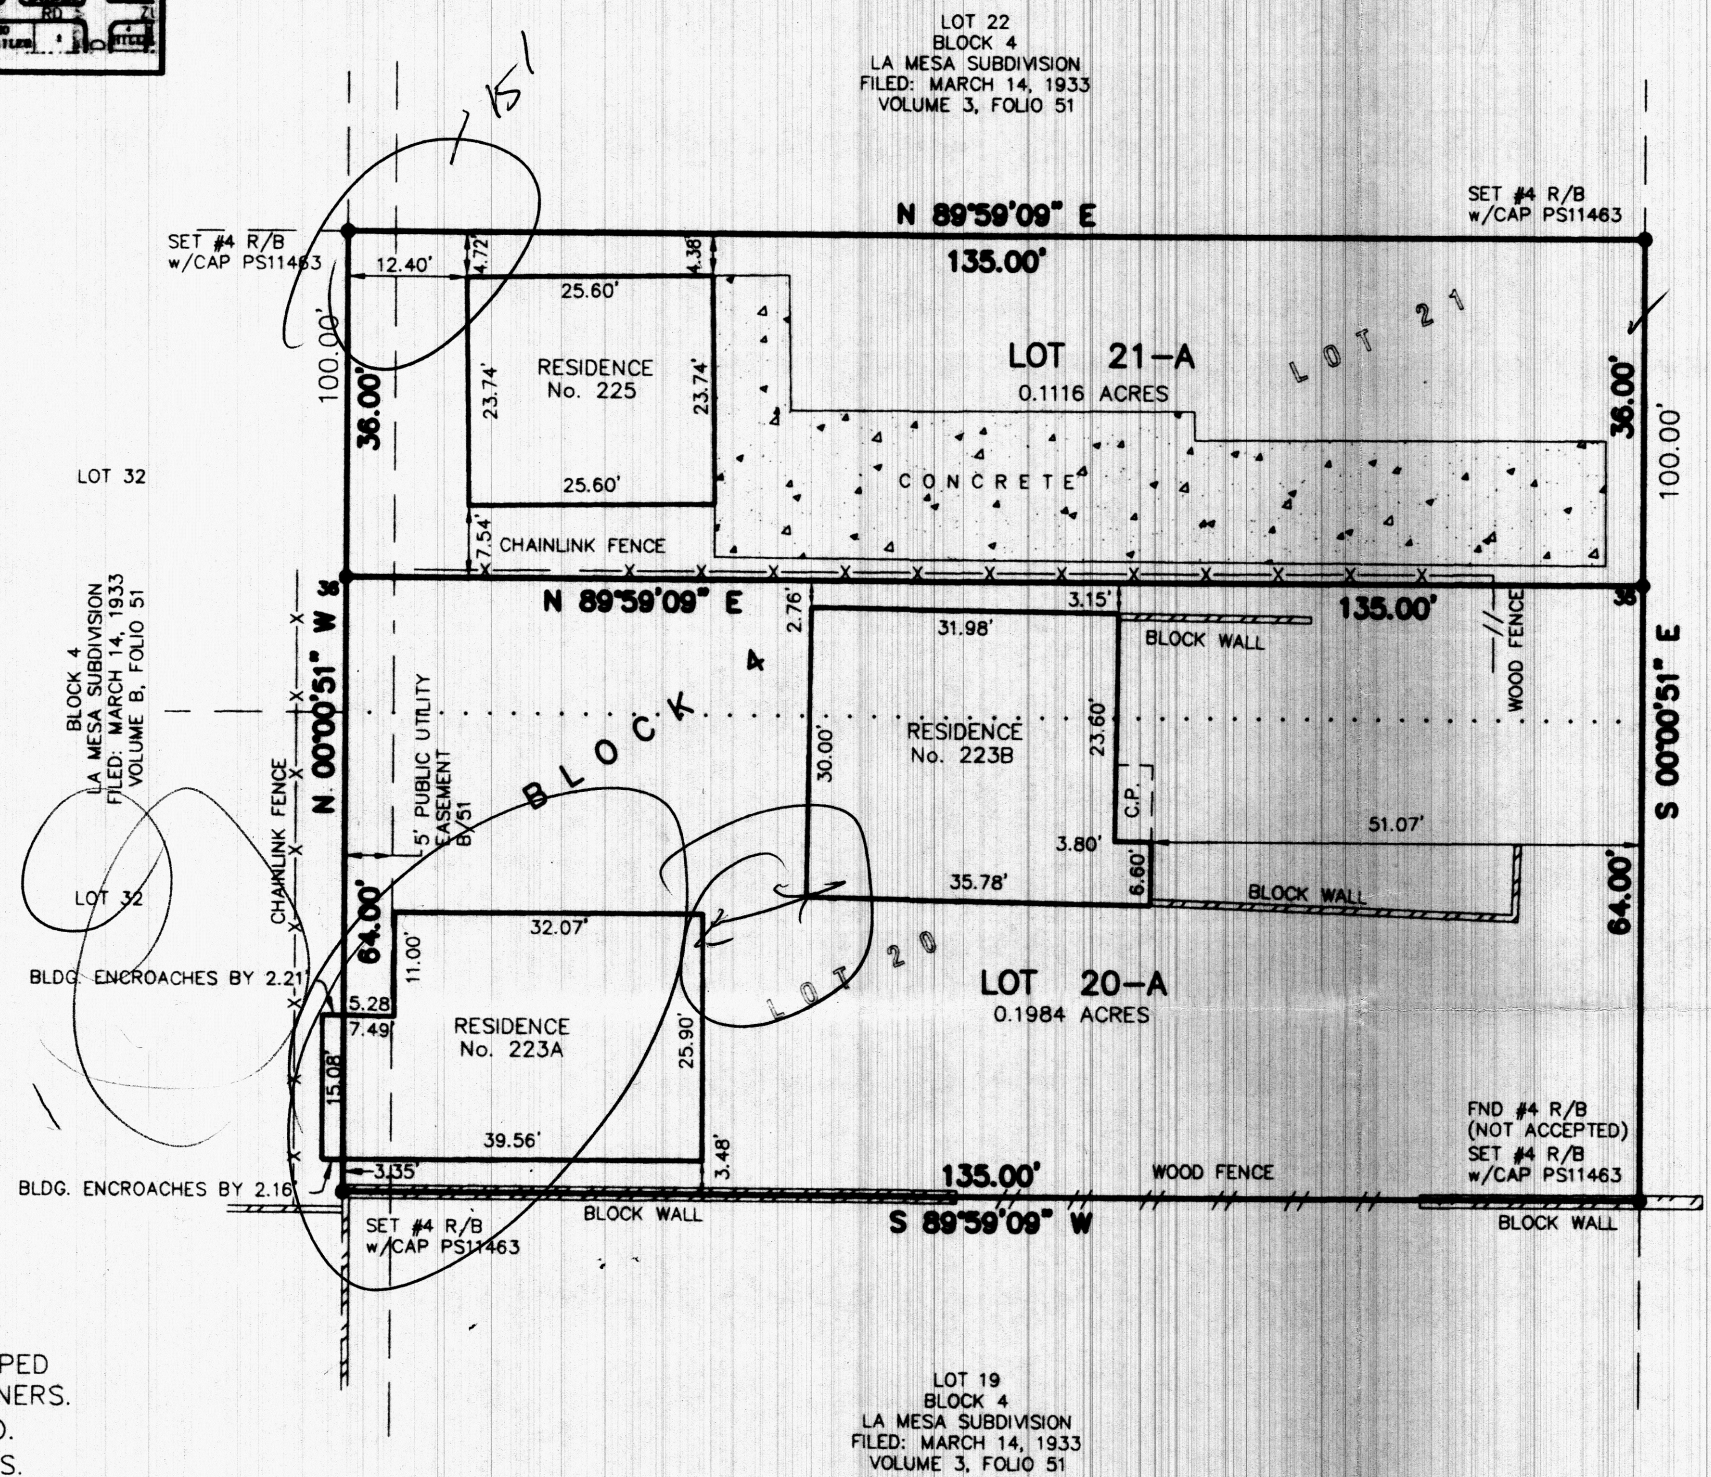 RD
LOT 22
BLOCK 4
LA MESA SUBDIVISION
FILED: MARCH 14, 1933
VOLUME 3, FOLIO 51
15'
SET #4 R/B
w/CAP PS11463
N 89°59'09" E
135.00'
SET #4 R/B
w/CAP PS11463
12.40'
4.72'
4.38'
25.60'
100.00'
36.00'
RESIDENCE
No. 225
23.74'
23.74'
25.60'
7.54'
LOT 21-A
0.1116 ACRES
LOT 21
CONCRETE
36.00'
100.00'
LOT 32
CHAINLINK FENCE
36
N 89°59'09" E
135.00'
36
BLOCK 4
LA MESA SUBDIVISION
FILED: MARCH 14, 1933
VOLUME B, FOLIO 51
N 00°00'51" W
CHAINLINK FENCE
5' PUBLIC UTILITY
EASEMENT
B/51
BLOCK 4
2.76'
31.98'
3.15'
BLOCK WALL
WOOD FENCE
S 00°00'51" E
RESIDENCE
No. 223B
30.00'
23.60'
C.P.
3.80'
6.60'
35.78'
51.07'
BLOCK WALL
64.00'
LOT 32
64.00'
32.07'
11.00'
BLDG. ENCROACHES BY 2.21'
5.28'
7.49'
15.08'
RESIDENCE
No. 223A
25.90'
39.56'
LOT 20
LOT 20-A
0.1984 ACRES
FND #4 R/B
(NOT ACCEPTED)
SET #4 R/B
w/CAP PS11463
BLDG. ENCROACHES BY 2.16'
3.35'
3.48'
135.00'
WOOD FENCE
BLOCK WALL
S 89°59'09" W
BLOCK WALL
SET #4 R/B
w/CAP PS11463
PED
NERS.
S.
LOT 19
BLOCK 4
LA MESA SUBDIVISION
FILED: MARCH 14, 1933
VOLUME 3, FOLIO 51